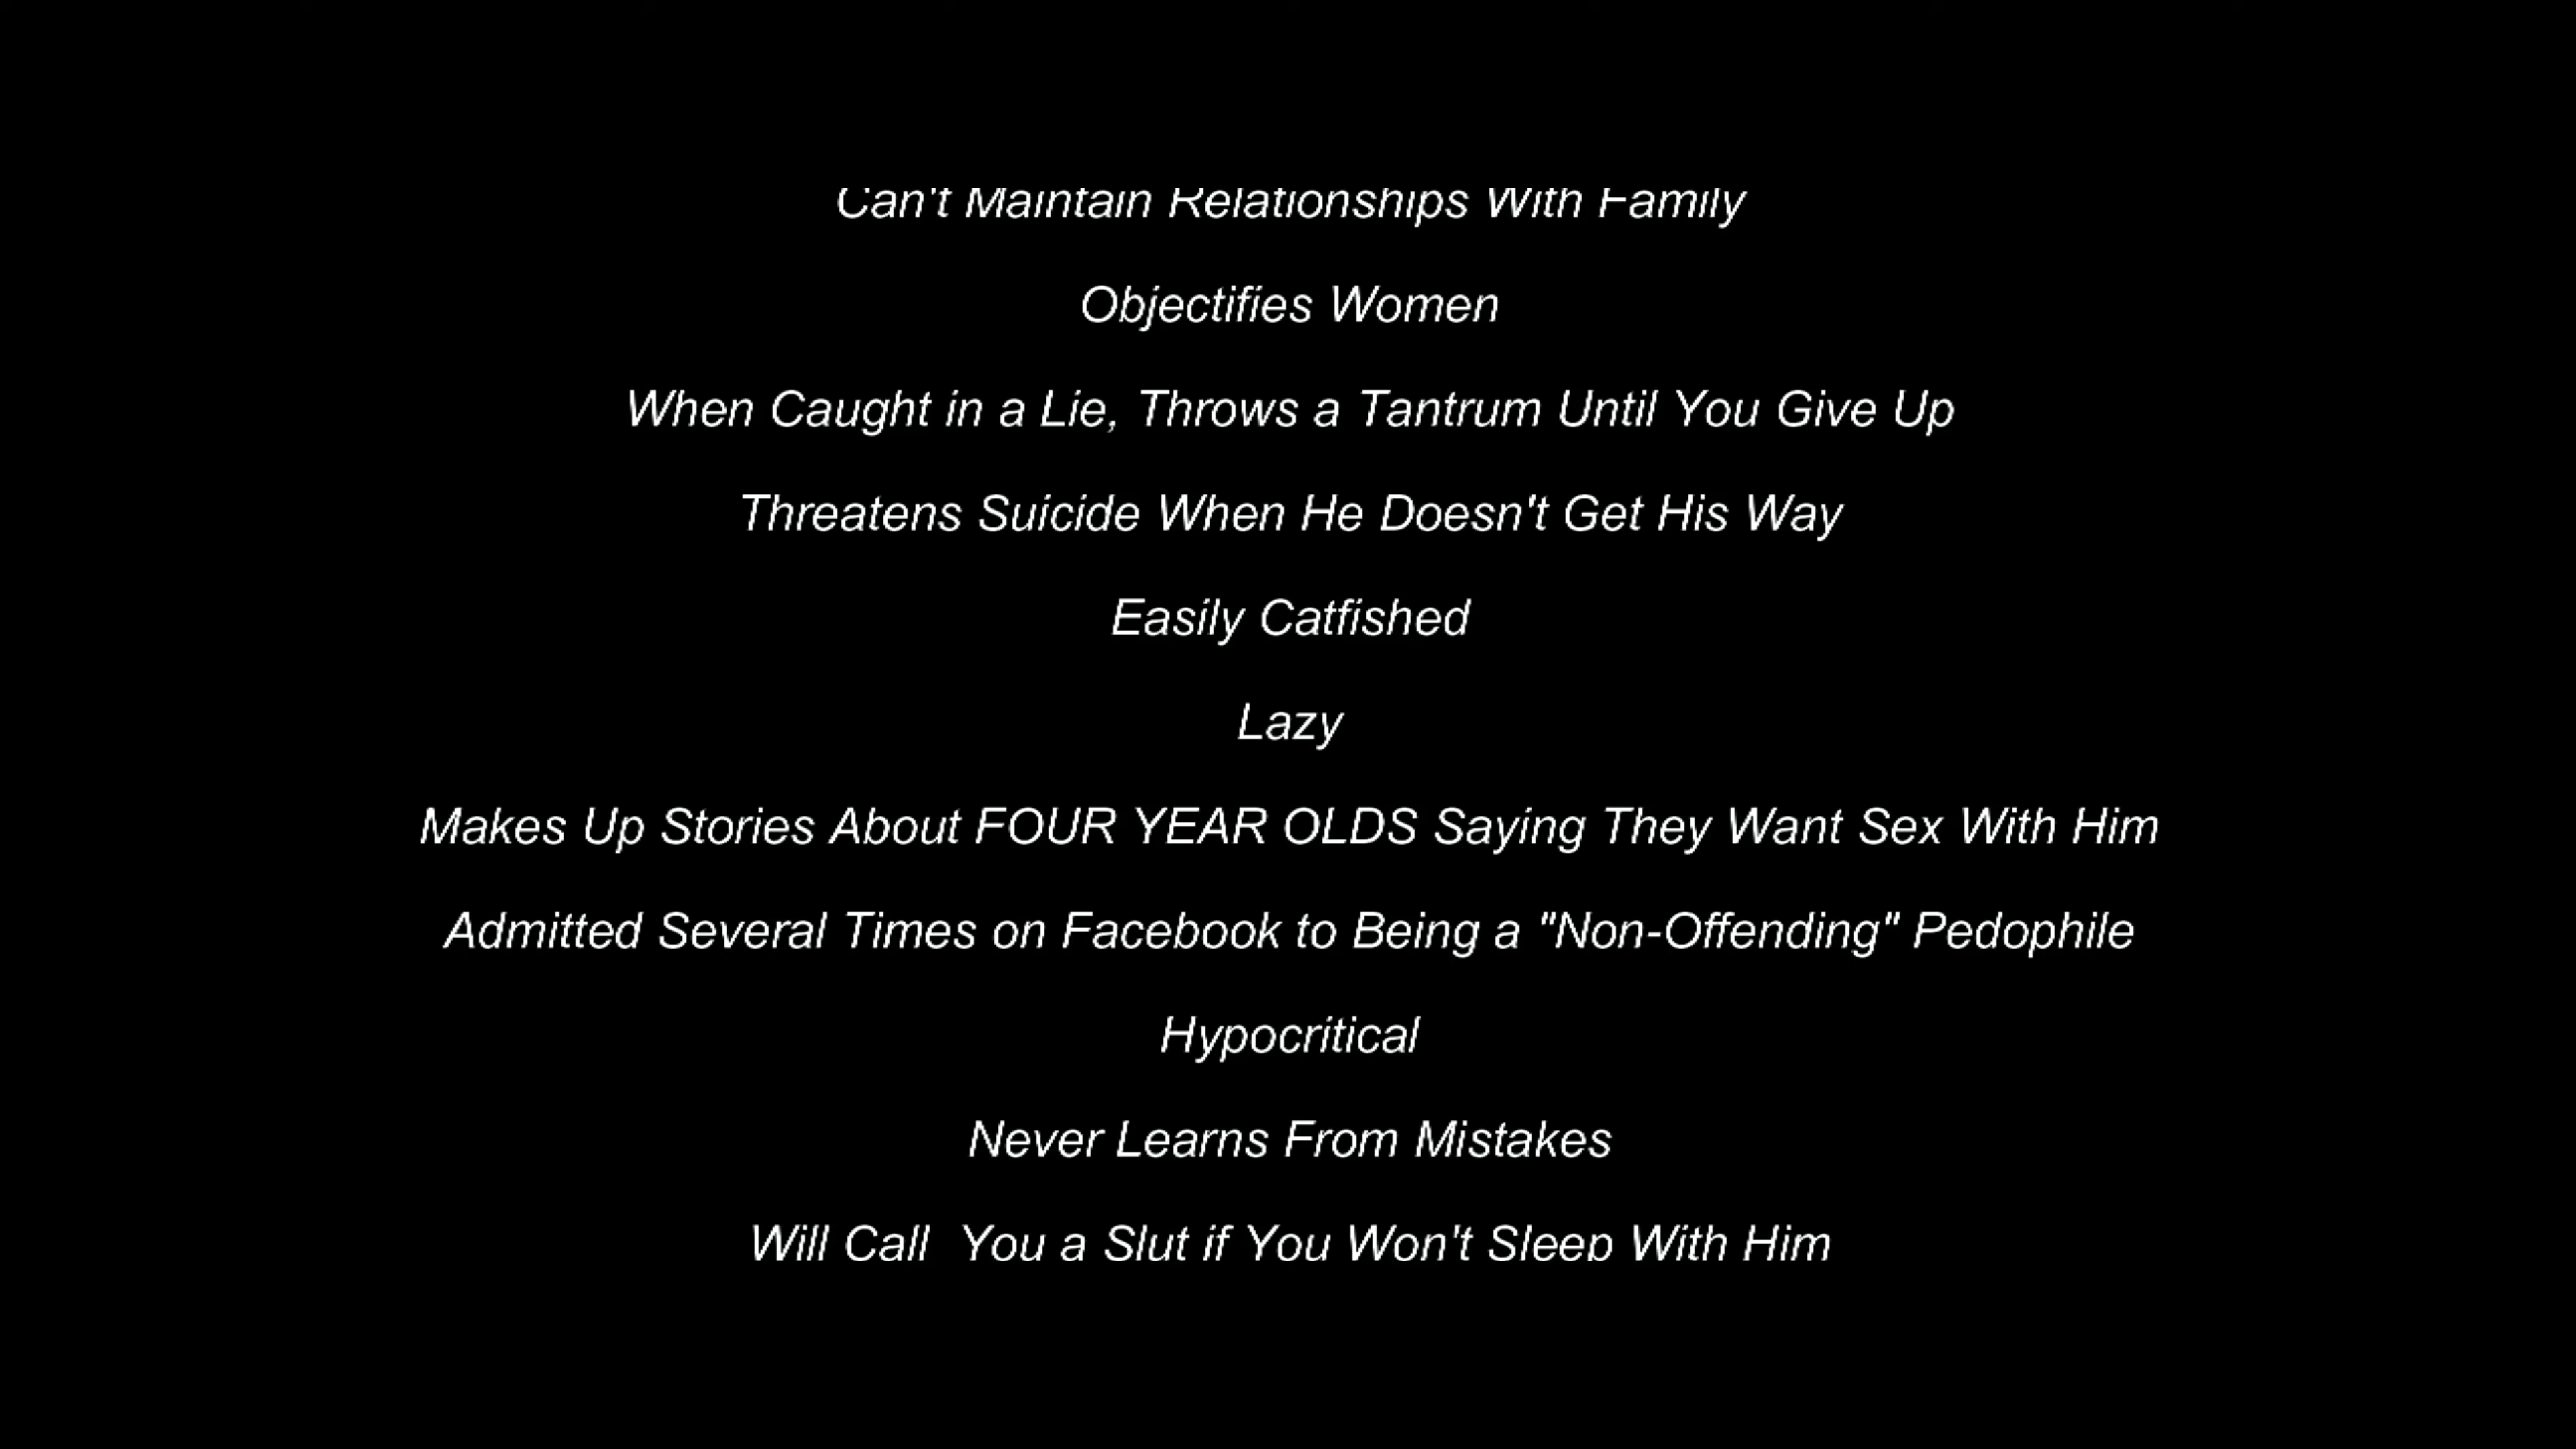 Can't Maintain Relationships With Family
Objectifies Women
When Caught in a Lie, Throws a Tantrum Until You Give Up
Threatens Suicide When He Doesn't Get His Way
Easily Catfished
Lazy
Makes Up Stories About FOUR YEAR OLDS Saying They Want Sex With Him
Admitted Several Times on Facebook to Being a "Non-Offending" Pedophile
Hypocritical
Never Learns From Mistakes
Will Call  You a Slut if You Won't Sleep With Him